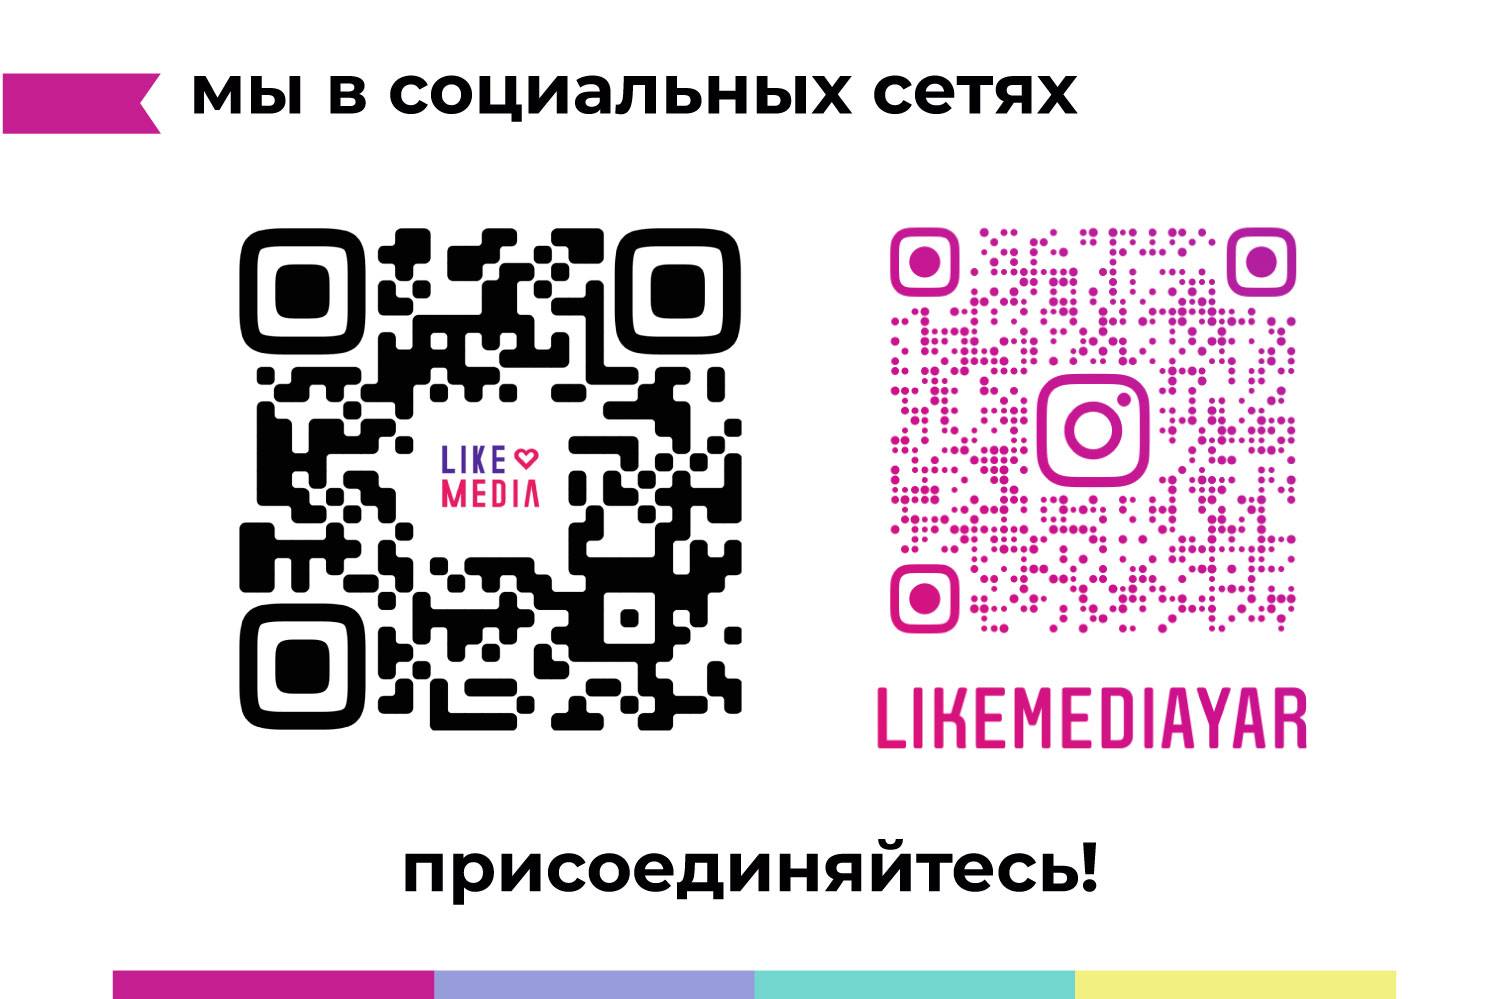 мы в социальных сетях
LIKE
MEDIA
LIKEMEDIAYAR
присоединяйтесь!